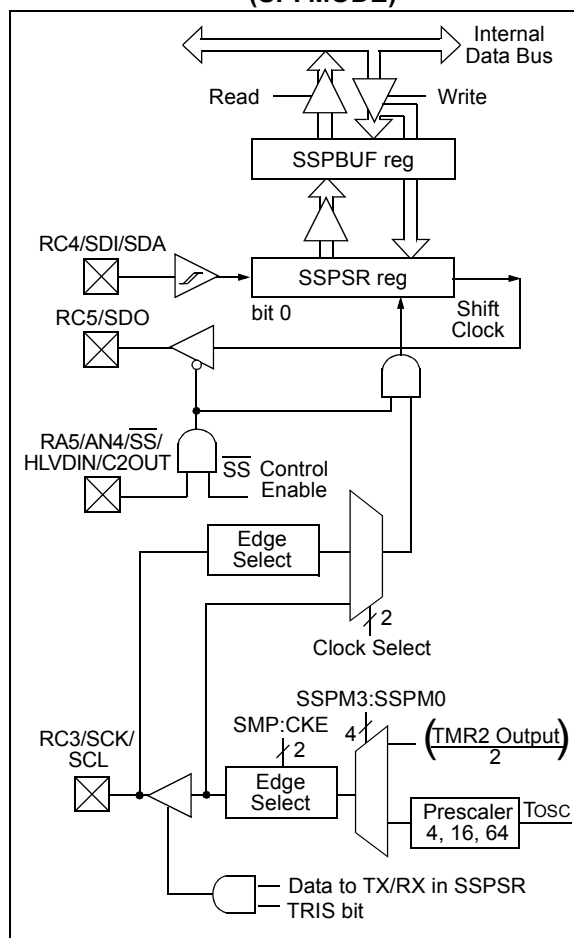 (SPI MODE)
Internal
Data Bus
Read
Write
SSPBUF reg
RC4/SDI/SDA
SSPSR reg
bit 0
Shift
Clock
RC5/SDO
RA5/AN4/SS/
HLVDIN/C2OUT
SS Control
Enable
Edge
Select
2
Clock Select
SSPM3:SSPM0
SMP:CKE
4
(TMR2 Output)
2
2
RC3/SCK/
SCL
Edge
Select
Prescaler
4, 16, 64
TOSC
Data to TX/RX in SSPSR
TRIS bit